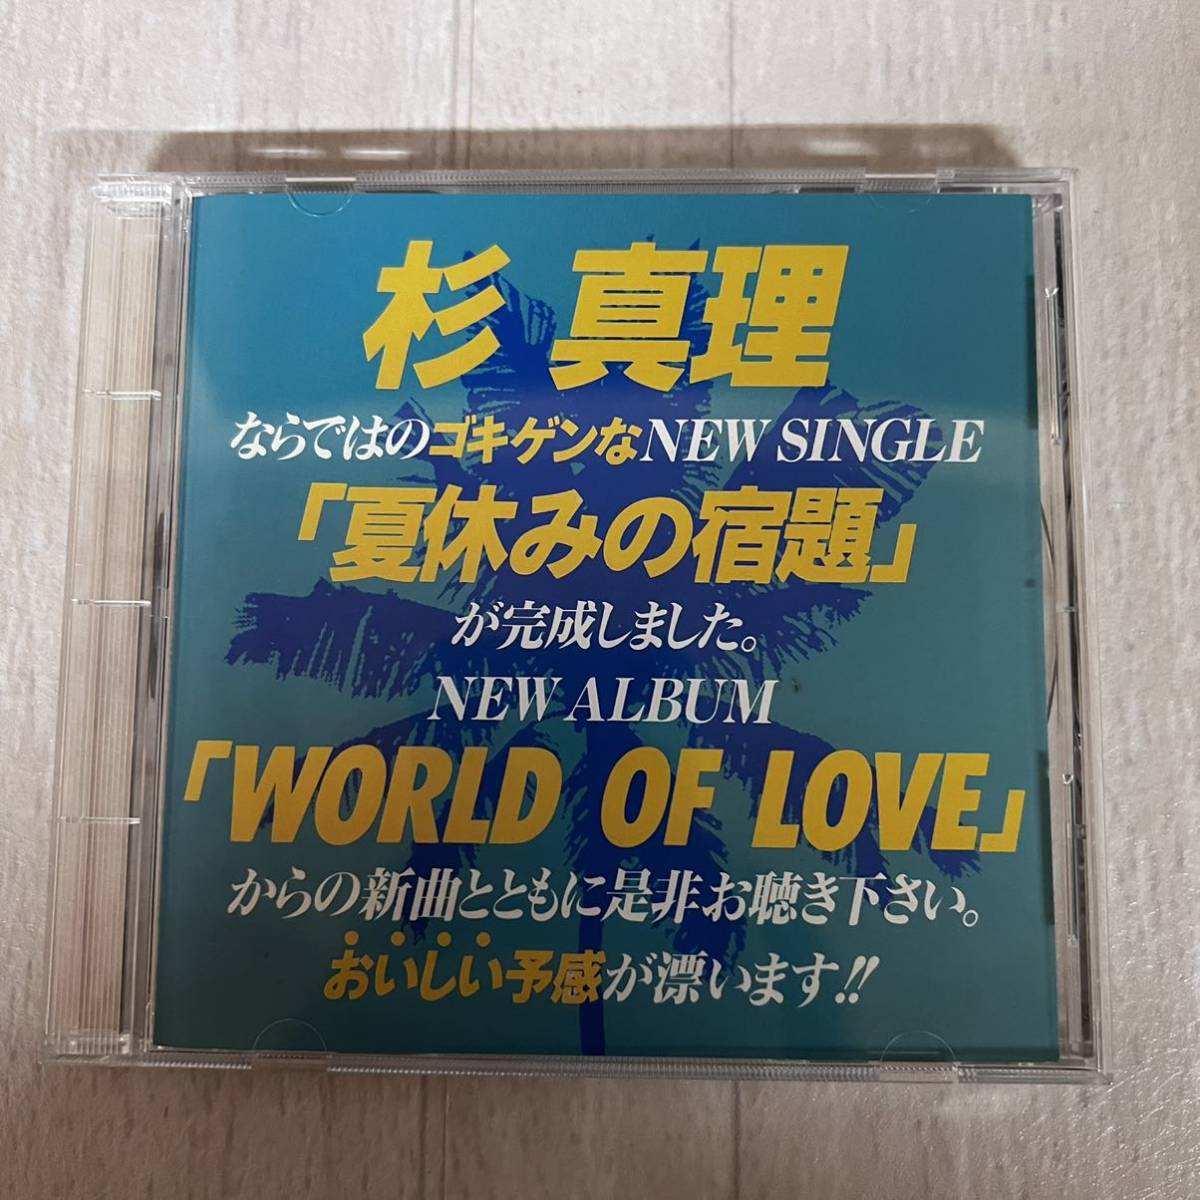 杉 真理
ならではのゴキゲンなNEW SINGLE
「夏休みの宿題」
が完成しました。
NEW ALBUM
「WORLD OF LOVE」
からの新曲とともに是非お聴き下さい。
おいしい予感が漂います!!